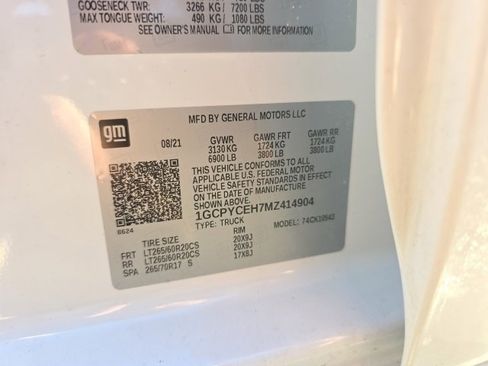 GOOSENECK TWR: 3266 KG / 7200 LBS
MAX TONGUE WEIGHT: 490 KG / 1080 LBS
SEE OWNER'S MANUAL FOR MORE INFORMATION
MFD BY GENERAL MOTORS LLC
gm
08/21 GVWR GAWR FRT GAWR RR
3130 KG 1724 KG 1724 KG
6900 LB 3800 LB 3800 LB
THIS VEHICLE CONFORMS TO ALL
APPLICABLE U.S. FEDERAL MOTOR
VEHICLE SAFETY STANDARDS IN EFFECT
ON THE DATE OF MANUFACTURE
SHOWN ABOVE.
1GCPYCEH7MZ414904
TYPE: TRUCK MODEL: 74CK10543
6624
TIRE SIZE RIM
FRT LT265/60R20CS 20X9J
RR LT265/60R20CS 20X9J
SPA 265/70R17 S 17X8J